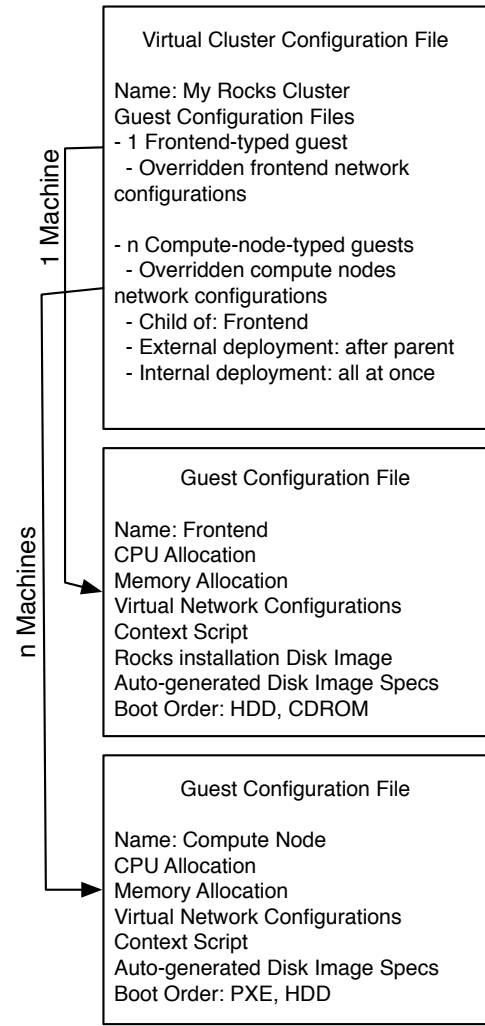 Virtual Cluster Configuration File
Name: My Rocks Cluster
Guest Configuration Files
- 1 Frontend-typed guest
- Overridden frontend network
configurations
- n Compute-node-typed guests
- Overridden compute nodes
network configurations
- Child of: Frontend
- External deployment: after parent
- Internal deployment: all at once
1 Machine
n Machines
Guest Configuration File
Name: Frontend
CPU Allocation
Memory Allocation
Virtual Network Configurations
Context Script
Rocks installation Disk Image
Auto-generated Disk Image Specs
Boot Order: HDD, CDROM
Guest Configuration File
Name: Compute Node
CPU Allocation
Memory Allocation
Virtual Network Configurations
Context Script
Auto-generated Disk Image Specs
Boot Order: PXE, HDD